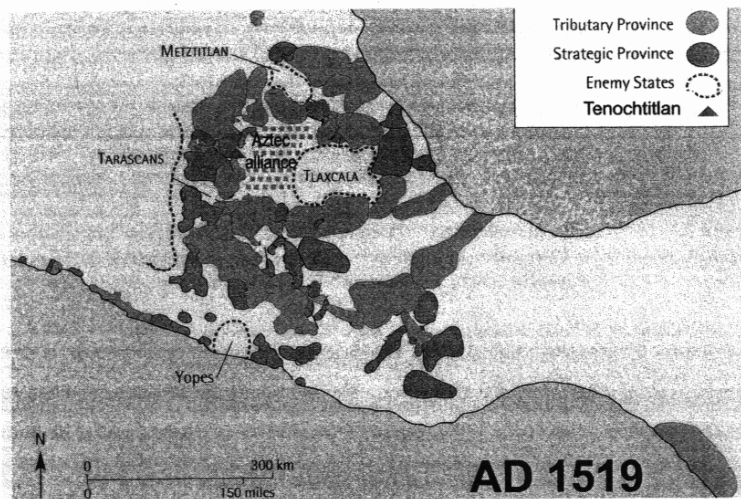 Tributary Province
Strategic Province
Enemy States
Tenochtitlan
METZTITLAN
Aztec
alliance
TARASCANS
TLAXCALA
Yopes
N
0
300 km
0
150 miles
AD 1519